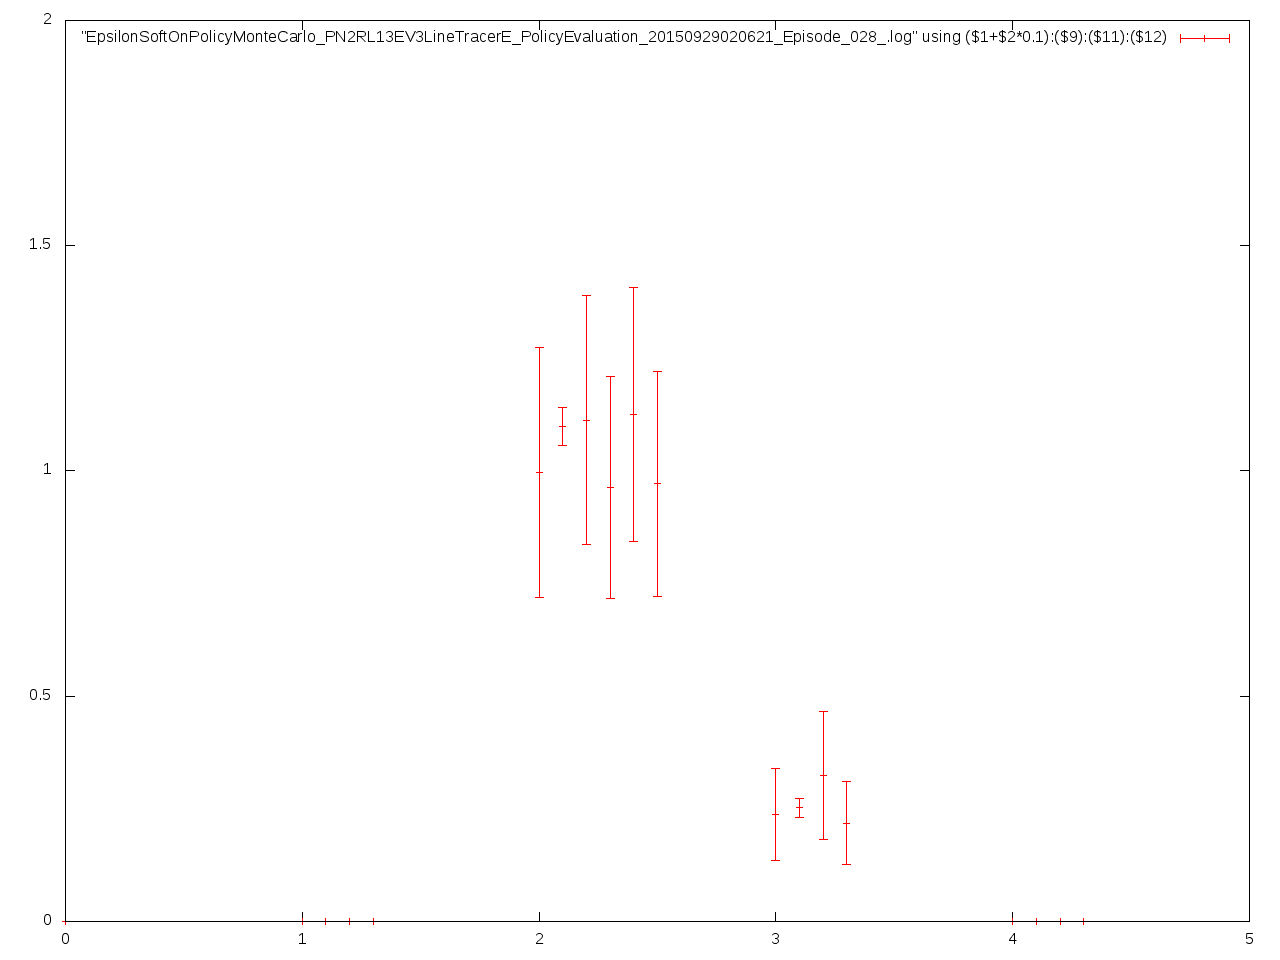 2
"EpsilonSoftOnPolicyMonteCarlo_PN2RL13EV3LineTracerE_PolicyEvaluation_20150929020621_Episode_028_.log" using ($1+$2*0.1):($9):($11):($12)
1.5
1
0.5
0
0 1 2 3 4 5